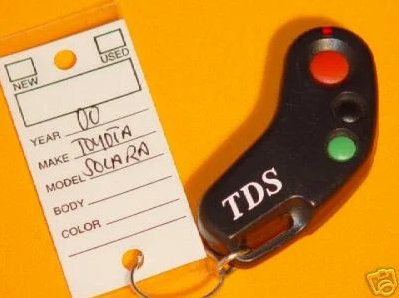 NEW USED
YEAR 00
MAKE TOYOTA
MODEL SOLARA
BODY
COLOR
TDS